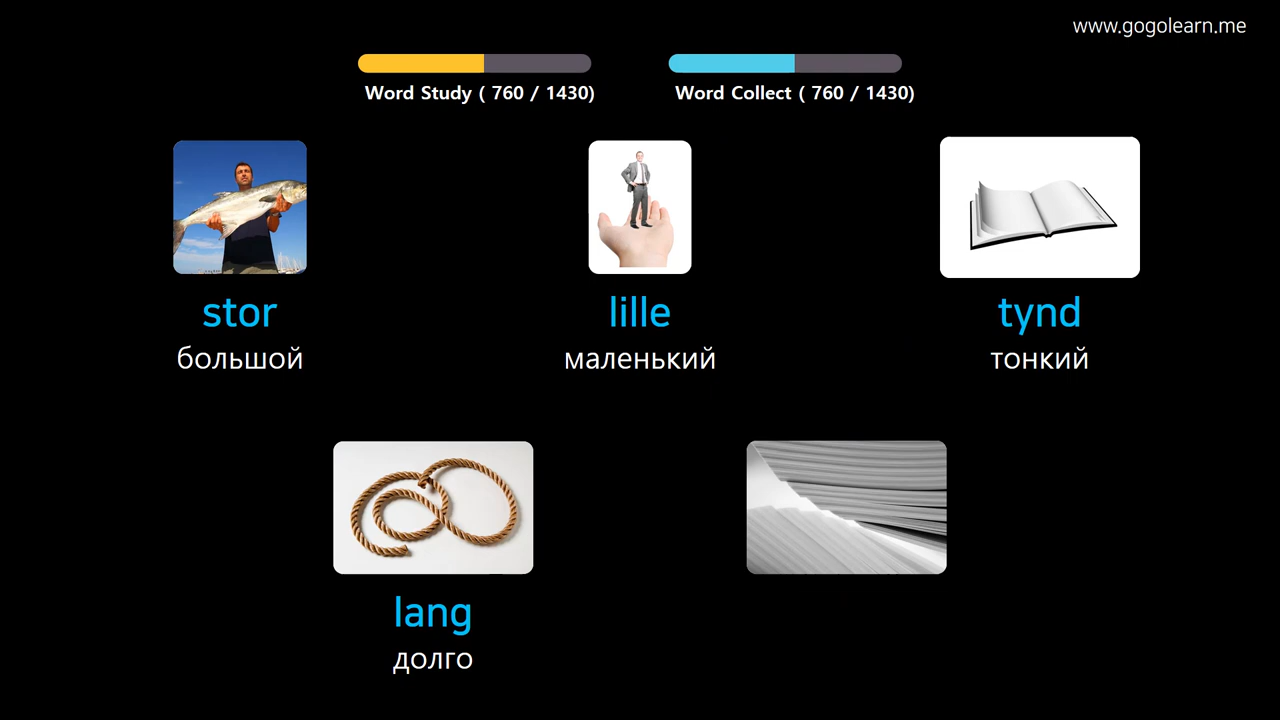 www.gogolearn.me
Word Study ( 760 / 1430)
Word Collect ( 760 / 1430)
stor
большой
lille
маленький
tynd
тонкий
lang
долго